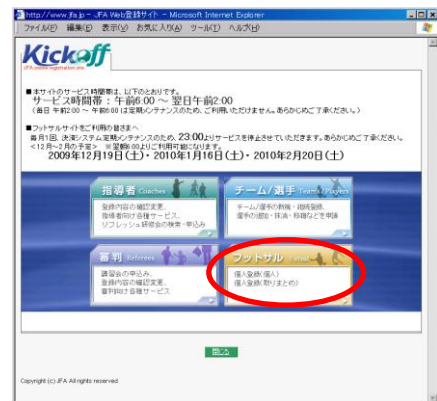 http://www.jfa.jp - JFA Web登録サイト - Microsoft Internet Explorer
ファイル(F) 編集(E) 表示(V) お気に入り(A) ツール(T) ヘルプ(H)
Kickoff
JFA online registration site
■本サイトのサービス時間帯は、以下のとおりです。
サービス時間帯：午前6:00 ～ 翌日午前2:00
(毎日 午前2:00 ～ 午前6:00 は定期メンテナンスのため、ご利用いただけません。あらかじめご了承ください。)
■フットサルサイトをご利用の皆さまへ
毎月1回、決済システム定期メンテナンスのため、23:00よりサービスを停止させていただきます。あらかじめご了承ください。
<12月～2月の予定> ※ 翌朝6:00よりご利用可能になります。
2009年12月19日(土)・2010年1月16日(土)・2010年2月20日(土)
指導者 Coaches
登録内容の確認変更、
指導者向け各種サービス、
リフレッシュ研修会の検索・申込み
チーム/選手 Teams/Players
チーム/選手の新規・継続登録、
選手の追加・抹消・移籍などを申請
審判 Referees
講習会の申込み、
登録内容の確認変更、
審判向け各種サービス
フットサル Futsal
個人登録(個人)
個人登録(取りまとめ)
閉じる
Copyright (c) JFA All rights reserved